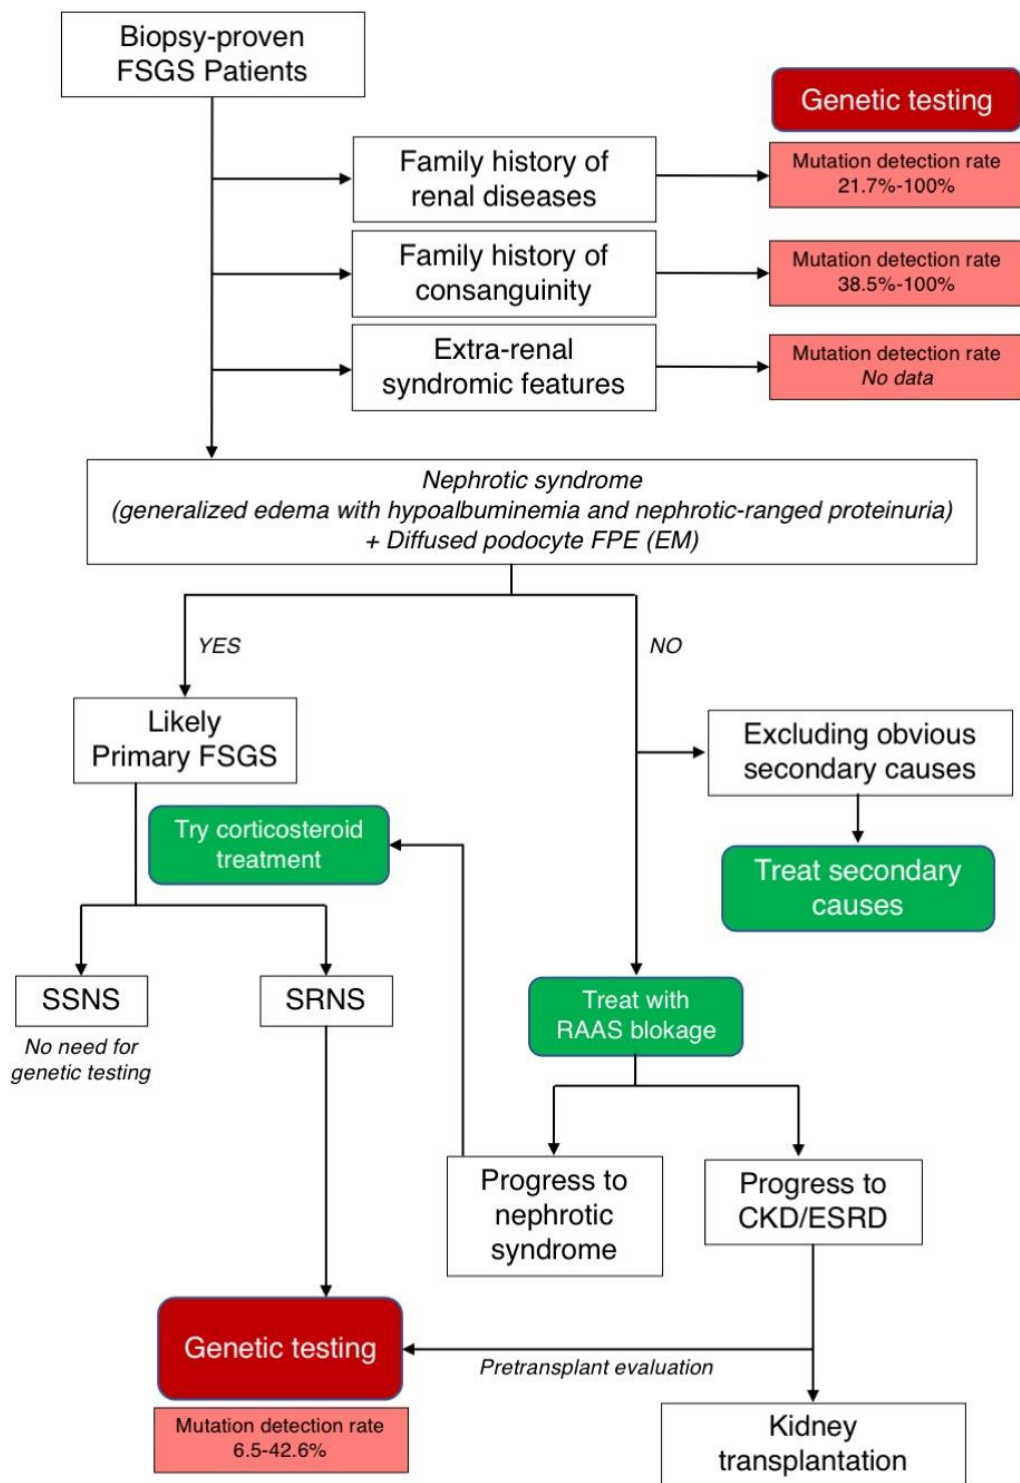 Biopsy-proven
FSGS Patients
Genetic testing
Family history of
renal diseases
Mutation detection rate
21.7%-100%
Family history of
consanguinity
Mutation detection rate
38.5%-100%
Extra-renal
syndromic features
Mutation detection rate
No data
Nephrotic syndrome
(generalized edema with hypoalbuminemia and nephrotic-ranged proteinuria)
+ Diffused podocyte FPE (EM)
YES
NO
Likely
Primary FSGS
Excluding obvious
secondary causes
Try corticosteroid
treatment
Treat secondary
causes
SSNS
No need for
genetic testing
SRNS
Treat with
RAAS blokage
Progress to
nephrotic
syndrome
Progress to
CKD/ESRD
Genetic testing
Pretransplant evaluation
Mutation detection rate
6.5-42.6%
Kidney
transplantation